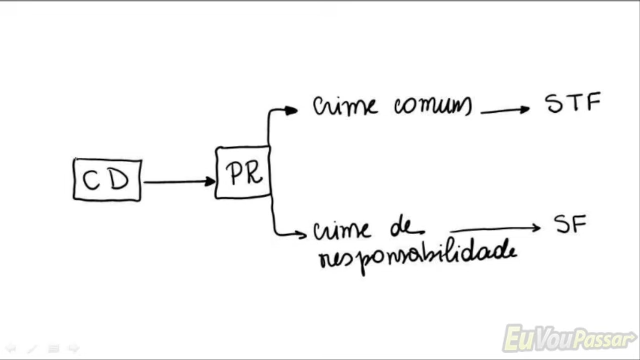 crime comum → STF
CD → PR
crime de → SF
responsabilidade
EuVouPassar